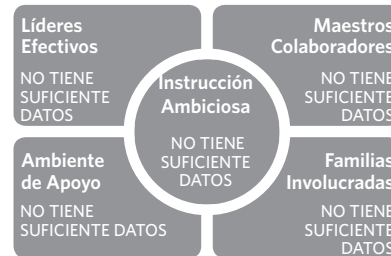 Líderes
Efectivos
NO TIENE
SUFICIENTE
DATOS
Maestros
Colaboradores
NO TIENE
SUFICIENTE
DATOS
Instrucción
Ambiciosa
NO TIENE
SUFICIENTE
DATOS
Ambiente
de Apoyo
NO TIENE
SUFICIENTE DATOS
Familias
Involucradas
NO TIENE
SUFICIENTE
DATOS